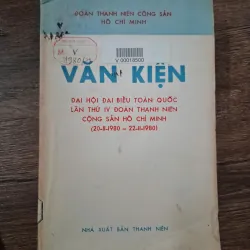 ĐOÀN THANH NIÊN CỘNG SẢN
HỒ CHÍ MINH
V
V 00018500
VĂN KIỆN
ĐẠI HỘI ĐẠI BIỂU TOÀN QUỐC
LẦN THỨ IV ĐOÀN THANH NIÊN
CỘNG SẢN HỒ CHÍ MINH
(20-11-1980 — 22-11-1980)
NHÀ XUẤT BẢN THANH NIÊN